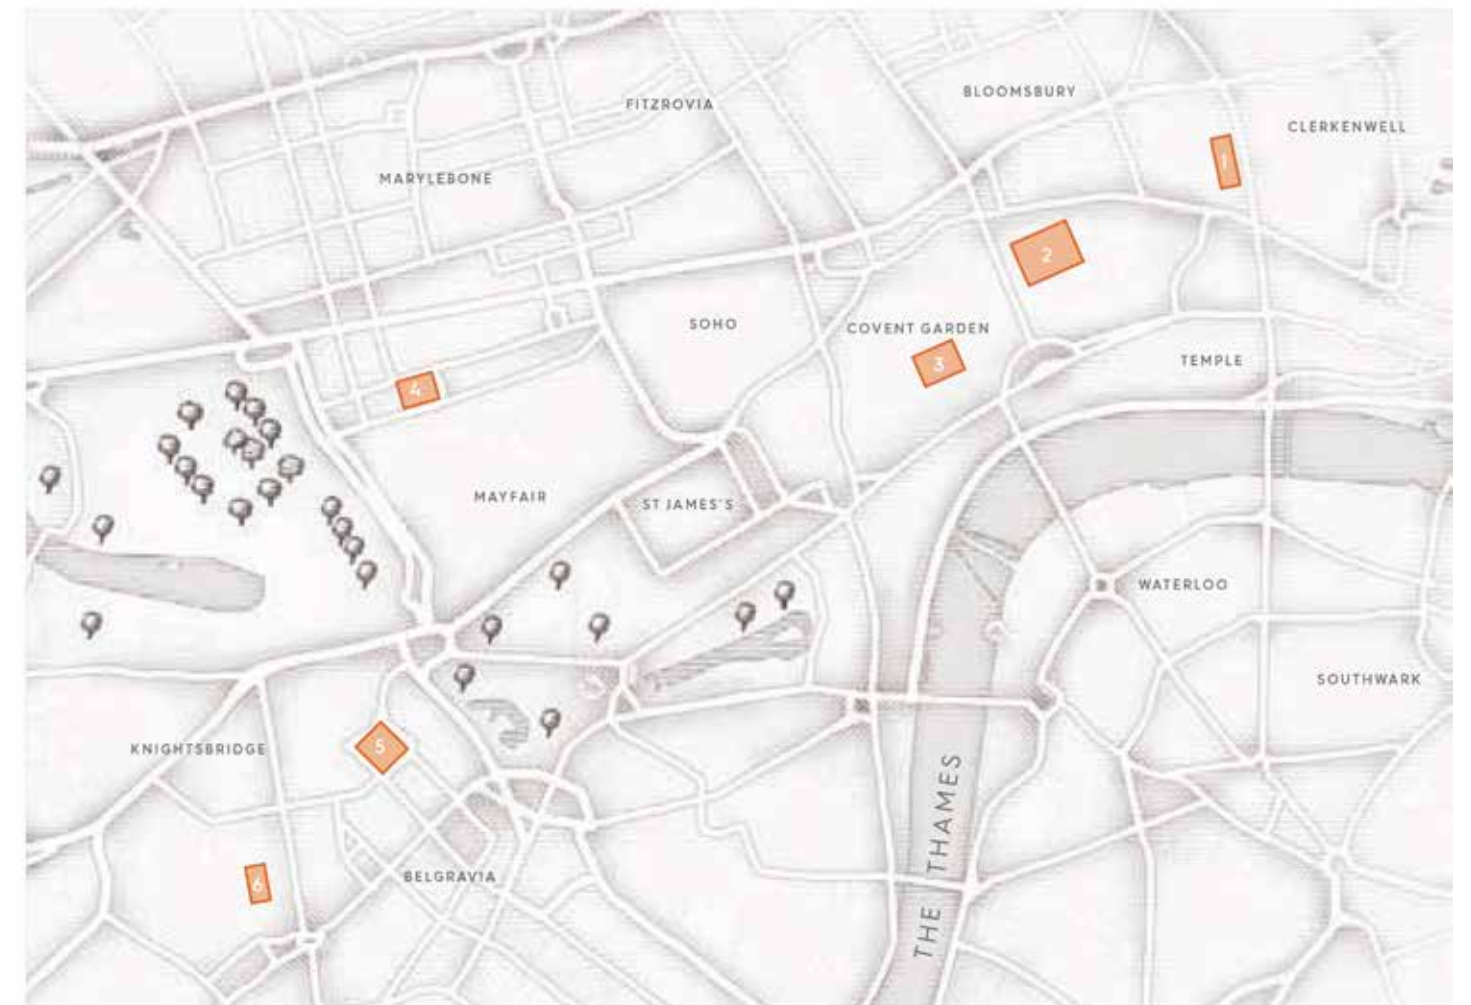 BLOOMSBURY
FITZROVIA
CLERKENWELL
1
MARYLEBONE
2
SOHO
COVENT GARDEN
3
TEMPLE
4
MAYFAIR
ST JAMES'S
WATERLOO
SOUTHWARK
KNIGHTSBRIDGE
5
THE THAMES
BELGRAVIA
6